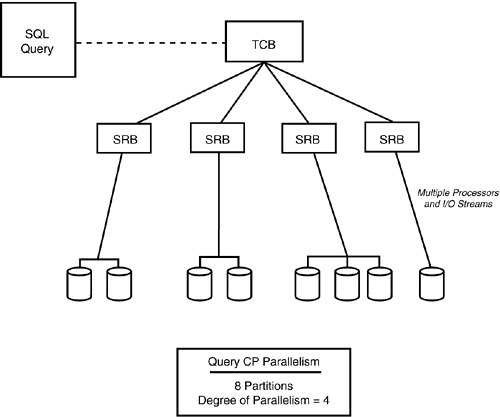 SQL
Query
TCB
SRB
SRB
SRB
SRB
Multiple Processors
and I/O Streams
Query CP Parallelism
8 Partitions
Degree of Parallelism = 4